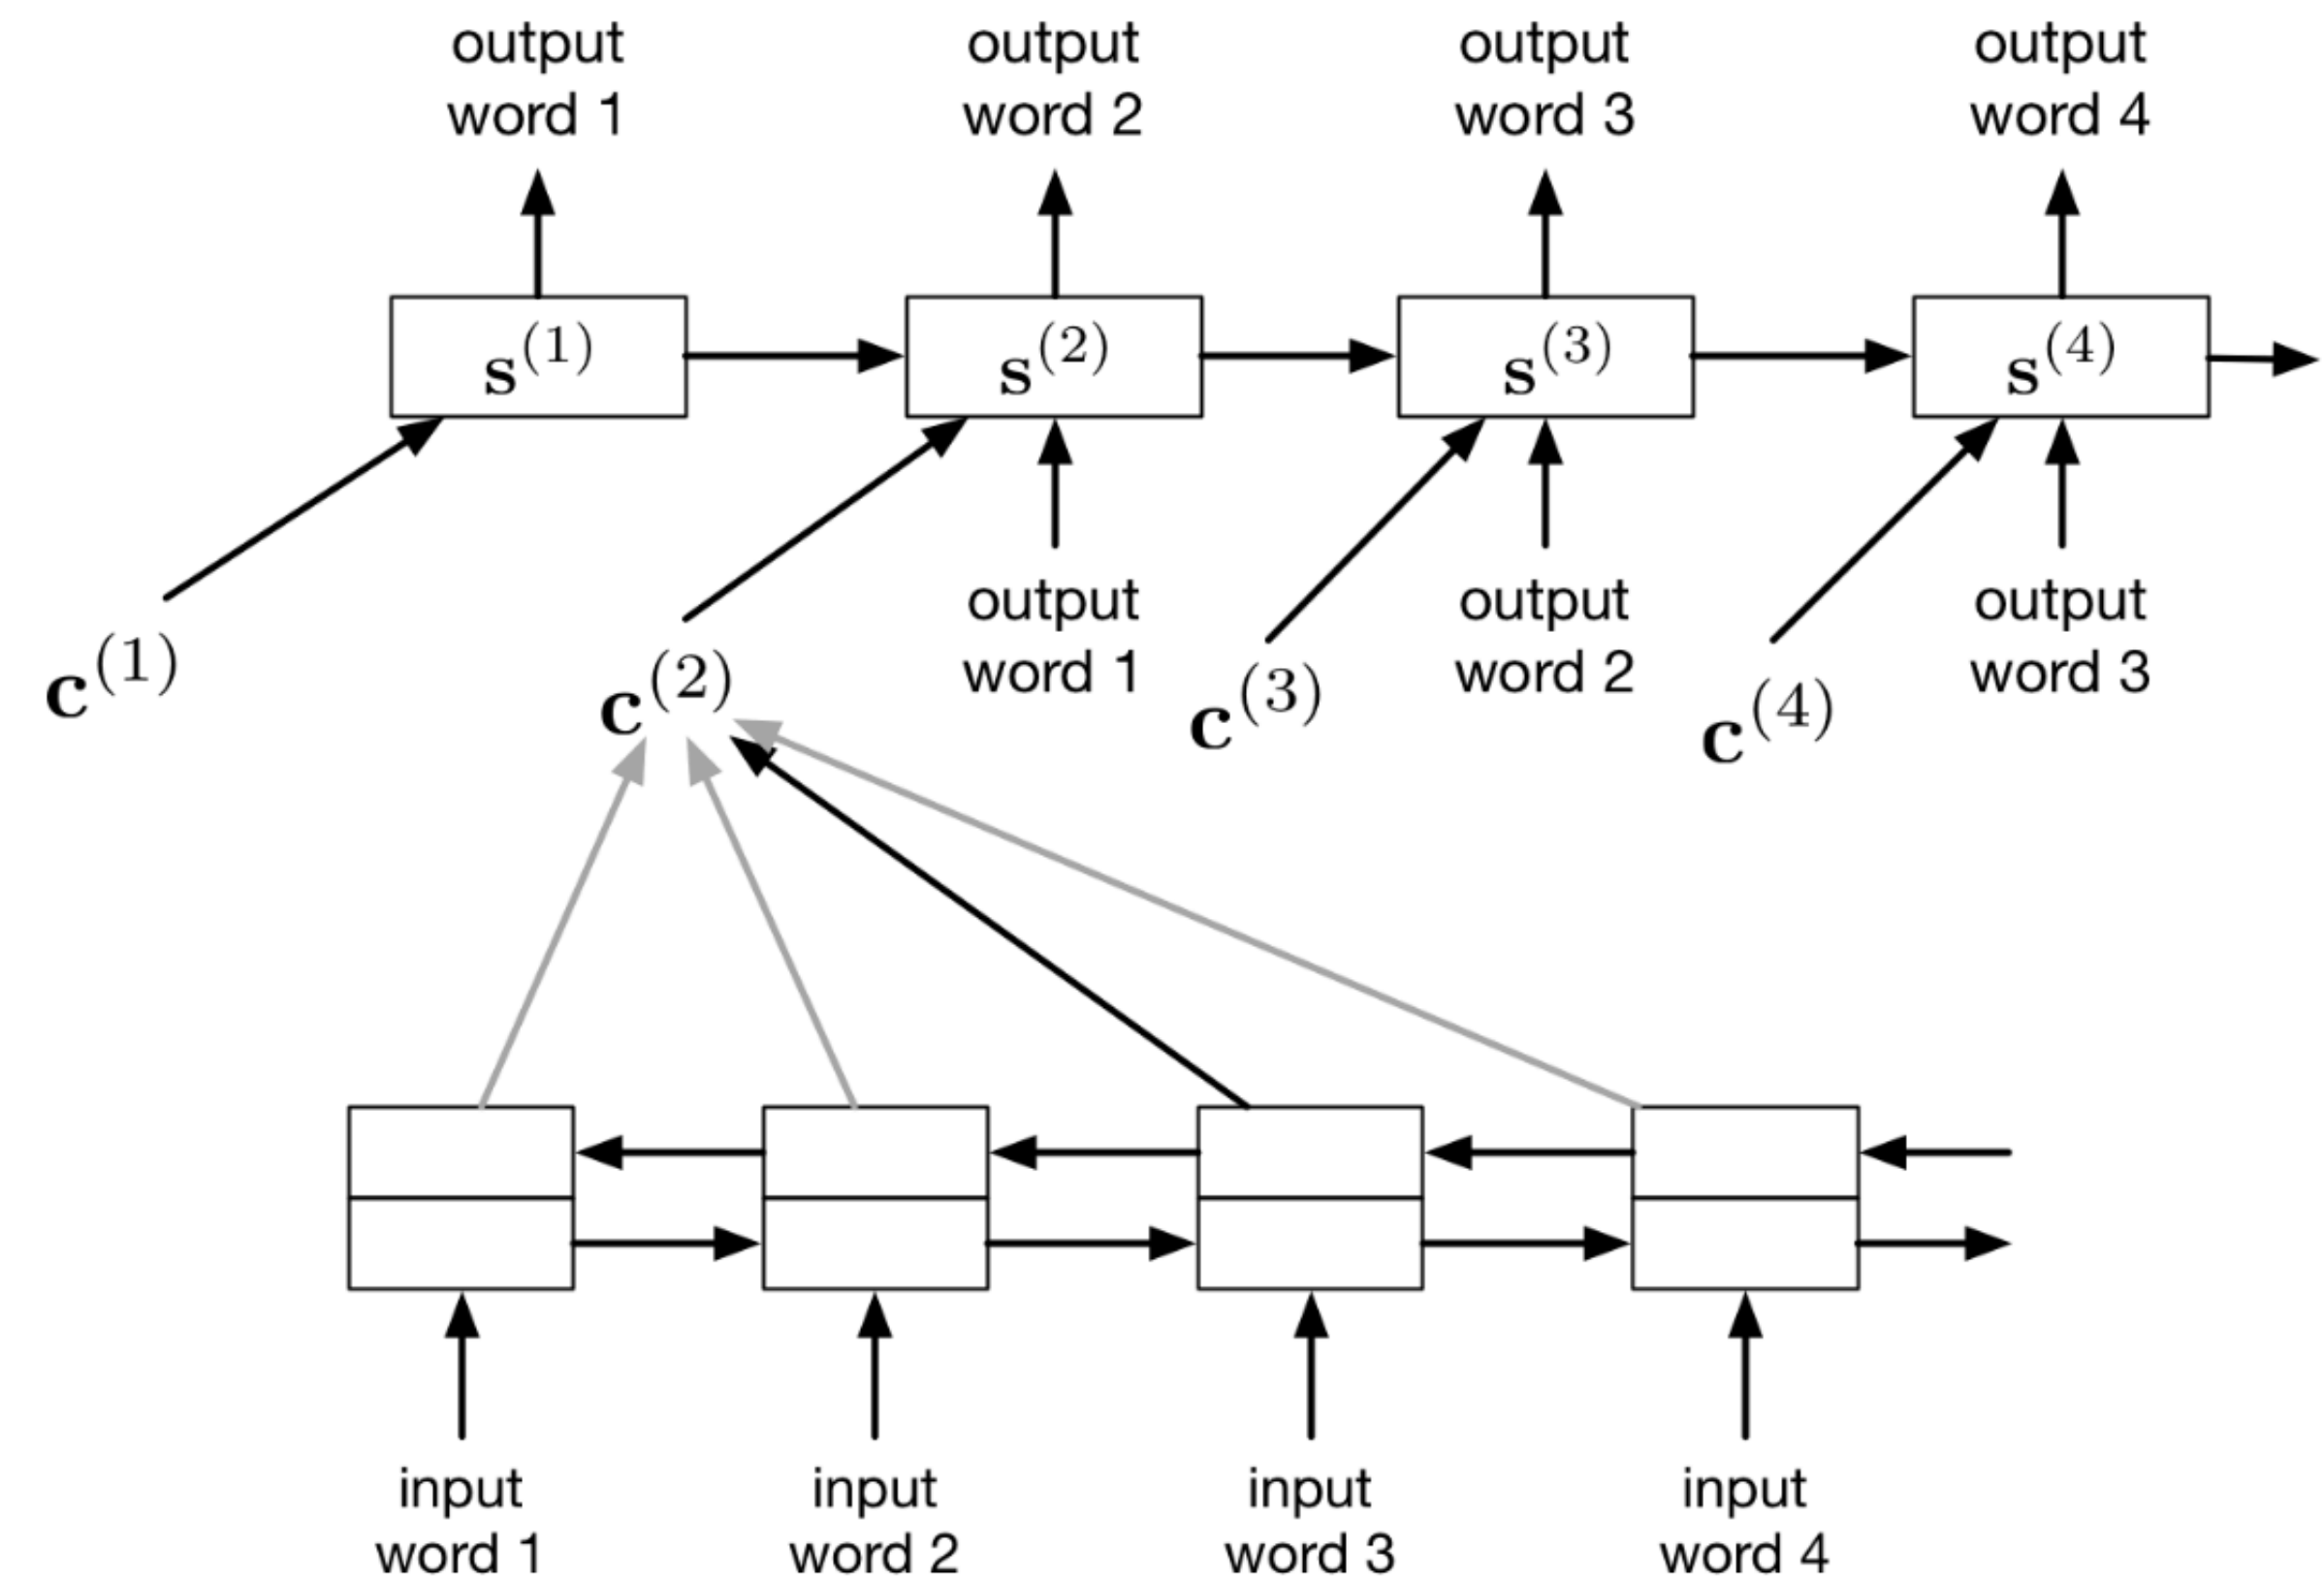 output
word 1
output
word 2
output
word 3
output
word 4
s^(1)
s^(2)
s^(3)
s^(4)
c^(1)
c^(2)
output
word 1
c^(3)
output
word 2
c^(4)
output
word 3
input
word 1
input
word 2
input
word 3
input
word 4